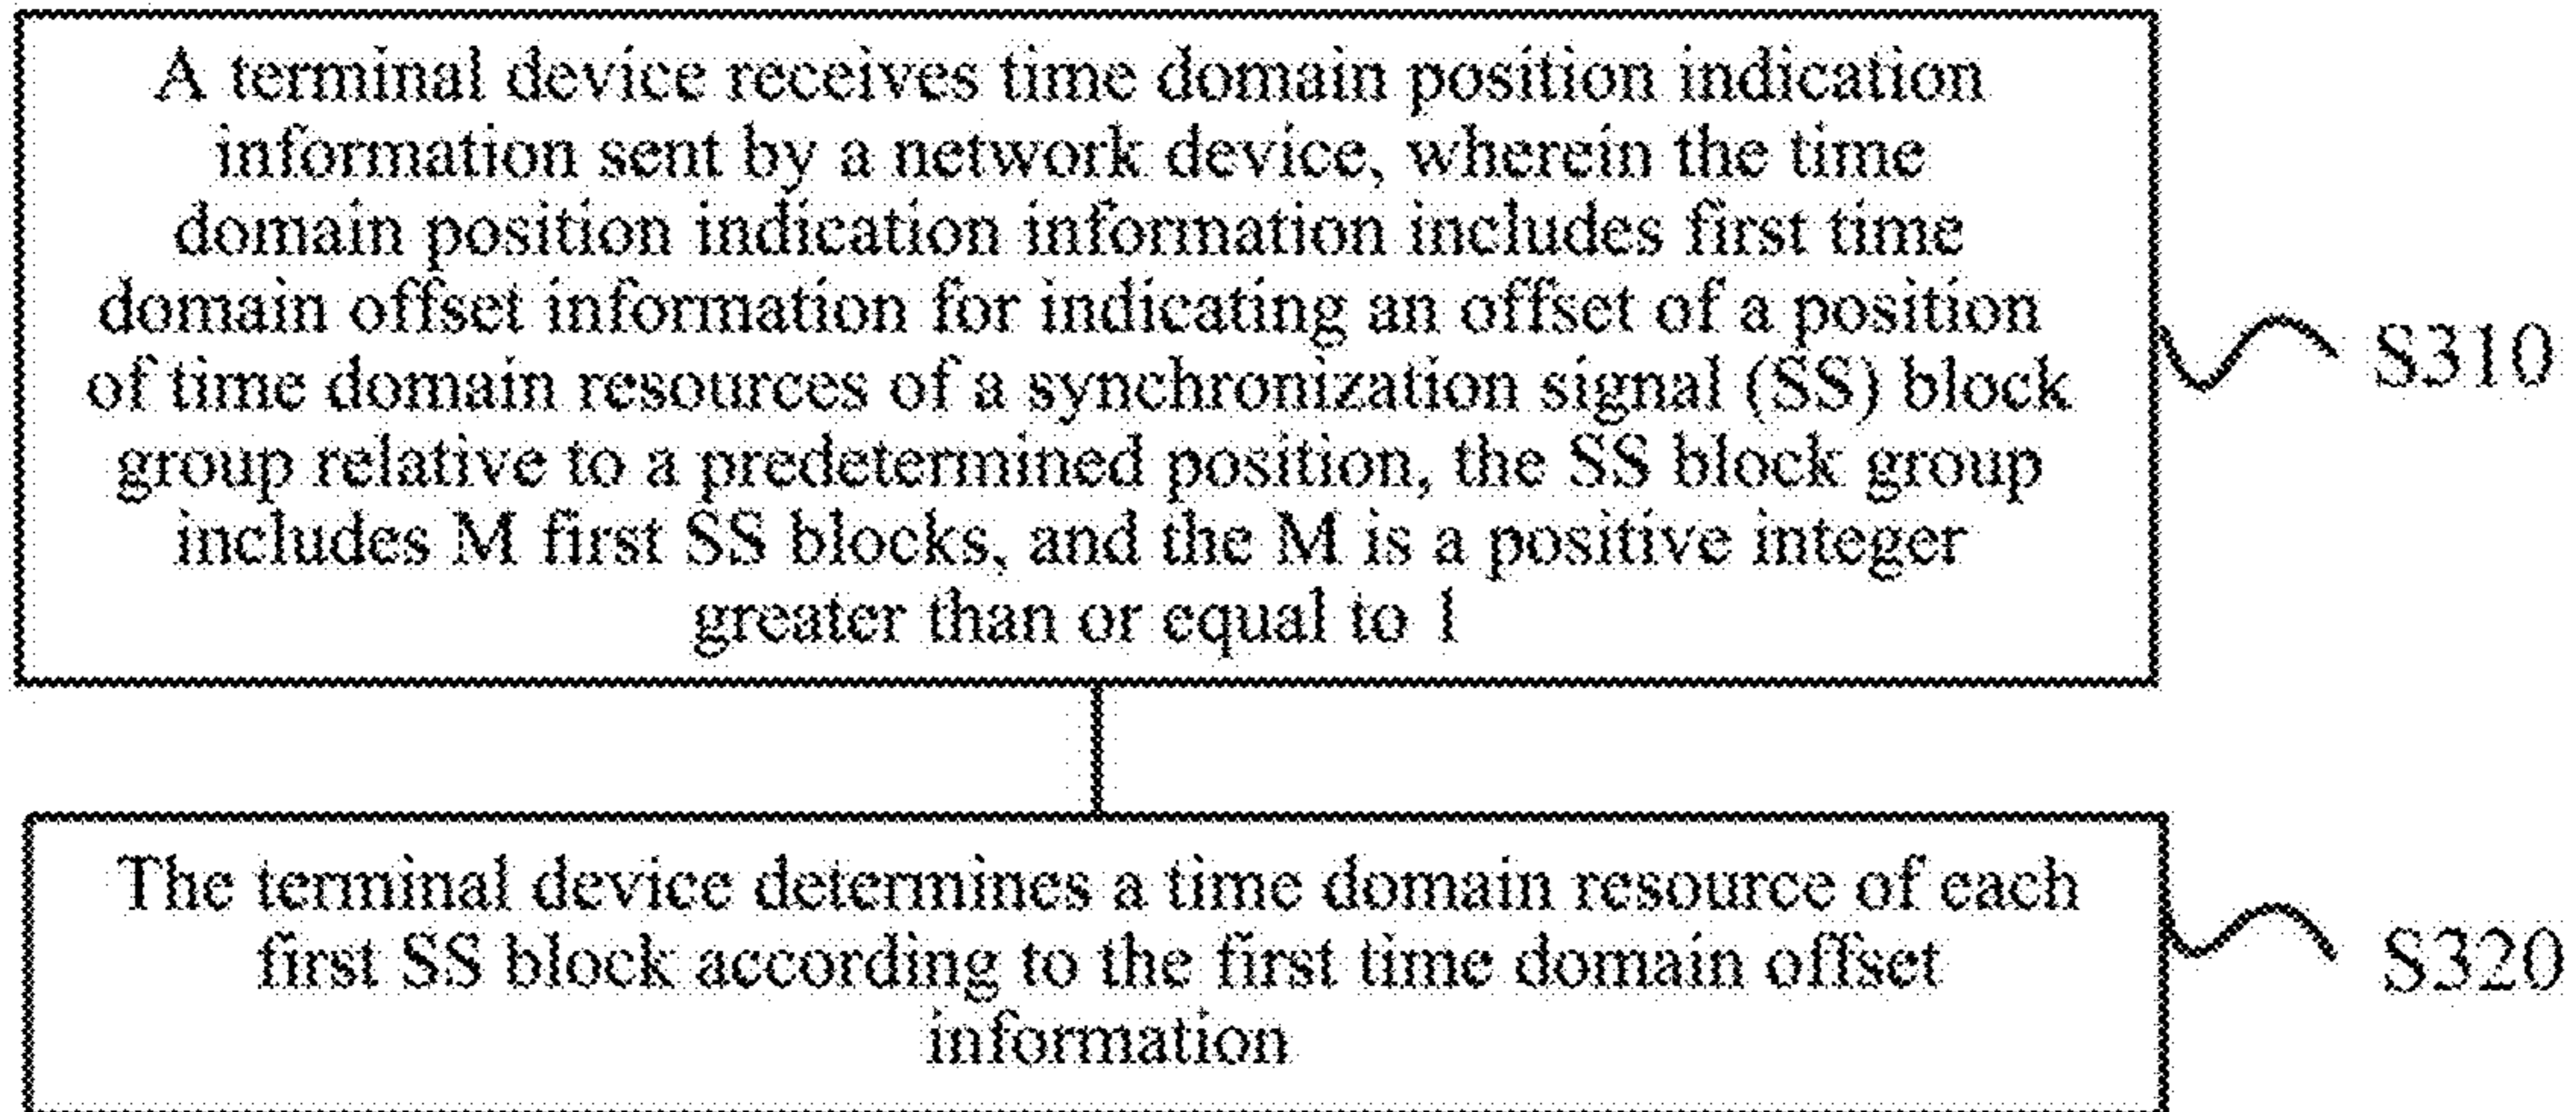 A terminal device receives time domain position indication
information sent by a network device, wherein the time
domain position indication information includes first time
domain offset information for indicating an offset of a position
of time domain resources of a synchronization signal (SS) block
group relative to a predetermined position, the SS block group
includes M first SS blocks, and the M is a positive integer
greater than or equal to 1
S310
The terminal device determines a time domain resource of each
first SS block according to the first time domain offset
information
S320